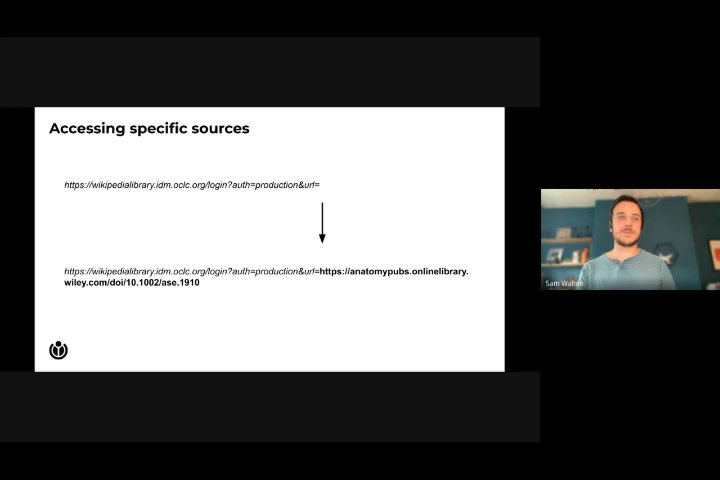 Accessing specific sources
https://wikipedialibrary.idm.oclc.org/login?auth=production&url=
https://wikipedialibrary.idm.oclc.org/login?auth=production&url=https://anatomypubs.onlinelibrary.
wiley.com/doi/10.1002/ase.1910
Sam Walton